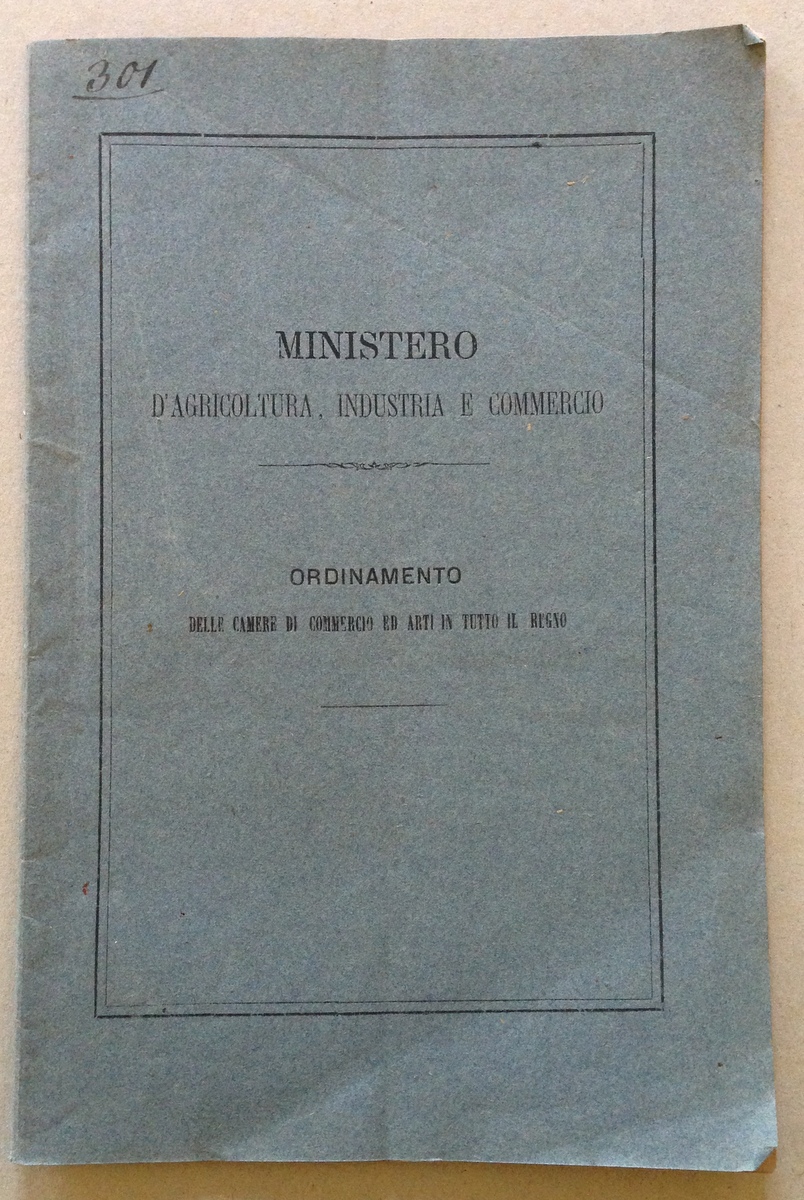 301
MINISTERO
D'AGRICOLTURA, INDUSTRIA E COMMERCIO
ORDINAMENTO
DELLE CAMERE DI COMMERCIO ED ARTI IN TUTTO IL REGNO